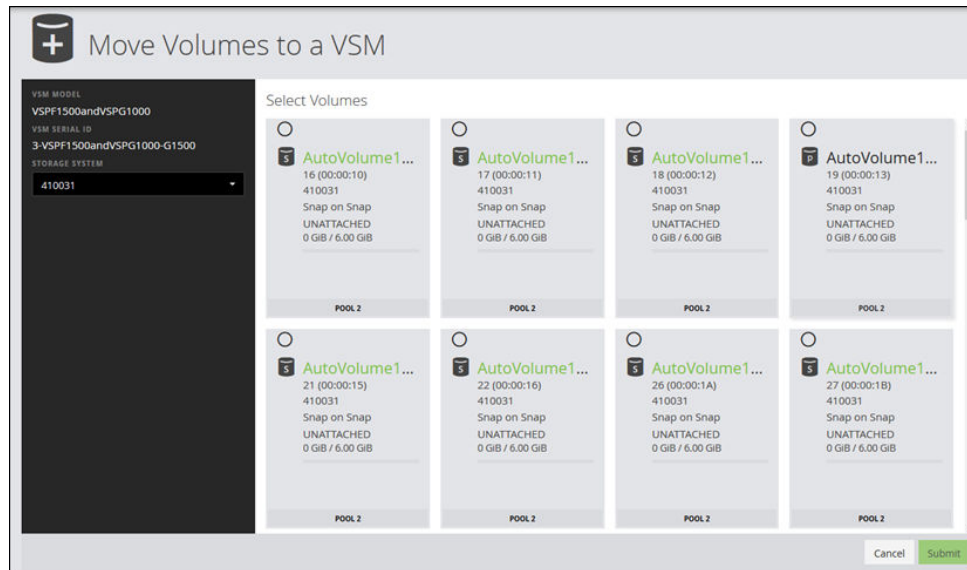 Move Volumes to a VSM
VSM MODEL
VSPF1500andVSPG1000
VSM SERIAL ID
3-VSPF1500andVSPG1000-G1500
STORAGE SYSTEM
410031
Select Volumes
S
AutoVolume1...
16 (00:00:10)
410031
Snap on Snap
UNATTACHED
0 GiB / 6.00 GiB
POOL 2
S
AutoVolume1...
17 (00:00:11)
410031
Snap on Snap
UNATTACHED
0 GiB / 6.00 GiB
POOL 2
S
AutoVolume1...
18 (00:00:12)
410031
Snap on Snap
UNATTACHED
0 GiB / 6.00 GiB
POOL 2
P
AutoVolume1...
19 (00:00:13)
410031
Snap on Snap
UNATTACHED
0 GiB / 6.00 GiB
POOL 2
S
AutoVolume1...
21 (00:00:15)
410031
Snap on Snap
UNATTACHED
0 GiB / 6.00 GiB
POOL 2
S
AutoVolume1...
22 (00:00:16)
410031
Snap on Snap
UNATTACHED
0 GiB / 6.00 GiB
POOL 2
S
AutoVolume1...
26 (00:00:1A)
410031
Snap on Snap
UNATTACHED
0 GiB / 6.00 GiB
POOL 2
S
AutoVolume1...
27 (00:00:1B)
410031
Snap on Snap
UNATTACHED
0 GiB / 6.00 GiB
POOL 2
Cancel
Submit